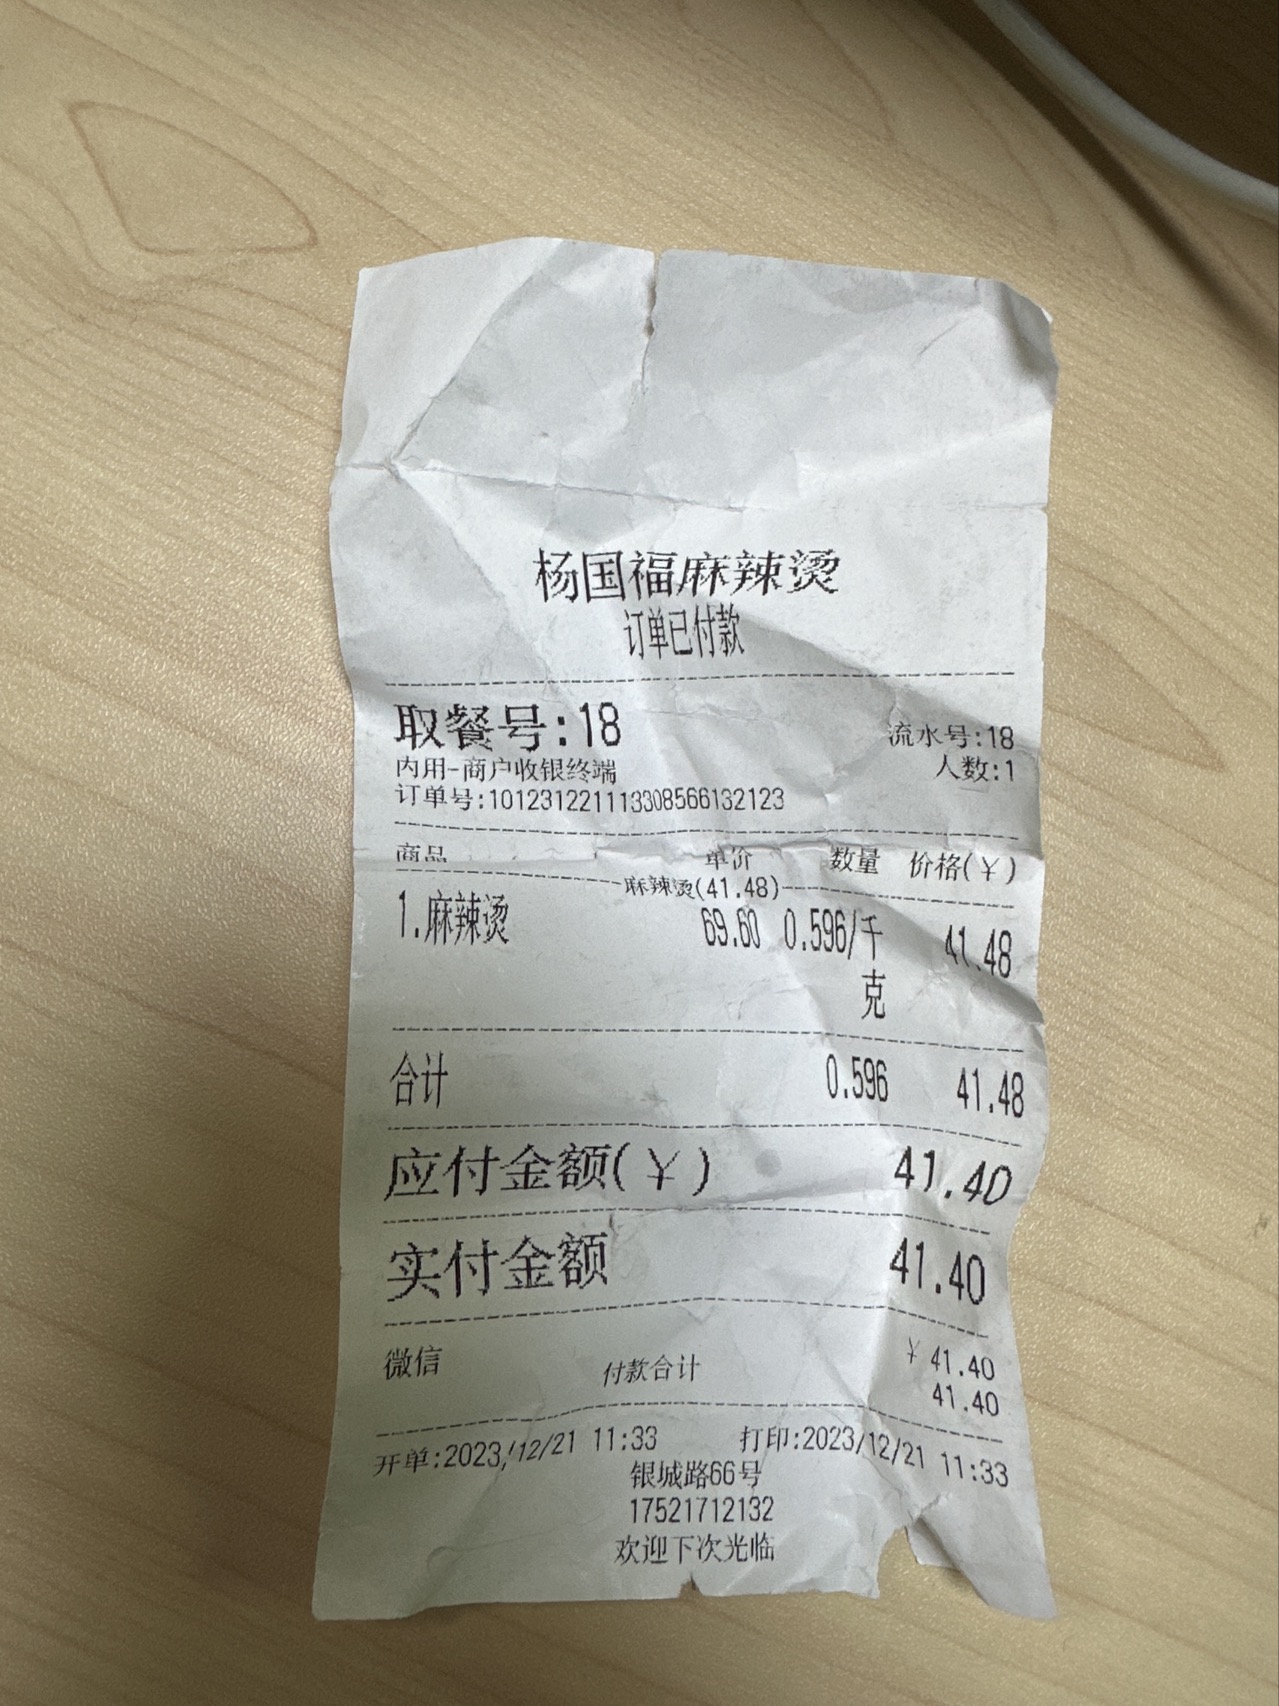 杨国福麻辣烫
订单已付款
取餐号:18 流水号:18
内用-商户收银终端 人数:1
订单号:101231221113308566132123
商品 单价 数量 价格(¥)
麻辣烫(41.48)
1.麻辣烫 69.60 0.596/千 41.48
克
合计 0.596 41.48
应付金额(¥) 41.40
实付金额 41.40
微信 ¥41.40
付款合计 41.40
开单:2023/12/21 11:33 打印:2023/12/21 11:33
银城路66号
17521712132
欢迎下次光临